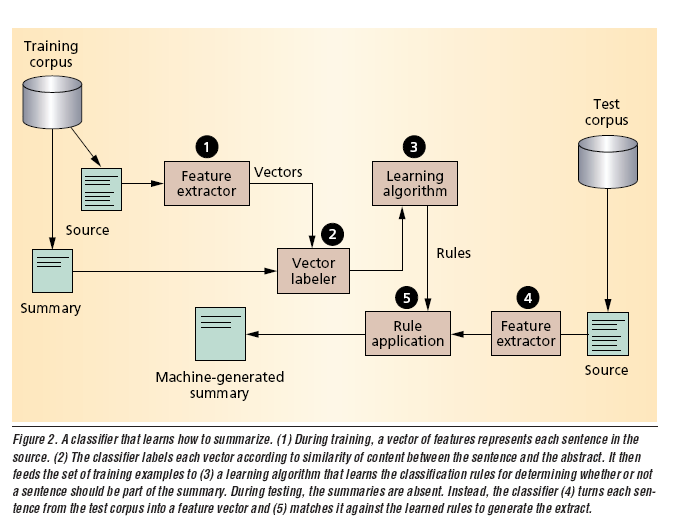 Training
corpus
Test
corpus
1
3
Feature
extractor
Vectors
Learning
algorithm
Source
2
Vector
labeler
Rules
Summary
5
4
Rule
application
Feature
extractor
Source
Machine-generated
summary
Figure 2. A classifier that learns how to summarize. (1) During training, a vector of features represents each sentence in the
source. (2) The classifier labels each vector according to similarity of content between the sentence and the abstract. It then
feeds the set of training examples to (3) a learning algorithm that learns the classification rules for determining whether or not
a sentence should be part of the summary. During testing, the summaries are absent. Instead, the classifier (4) turns each sen-
tence from the test corpus into a feature vector and (5) matches it against the learned rules to generate the extract.